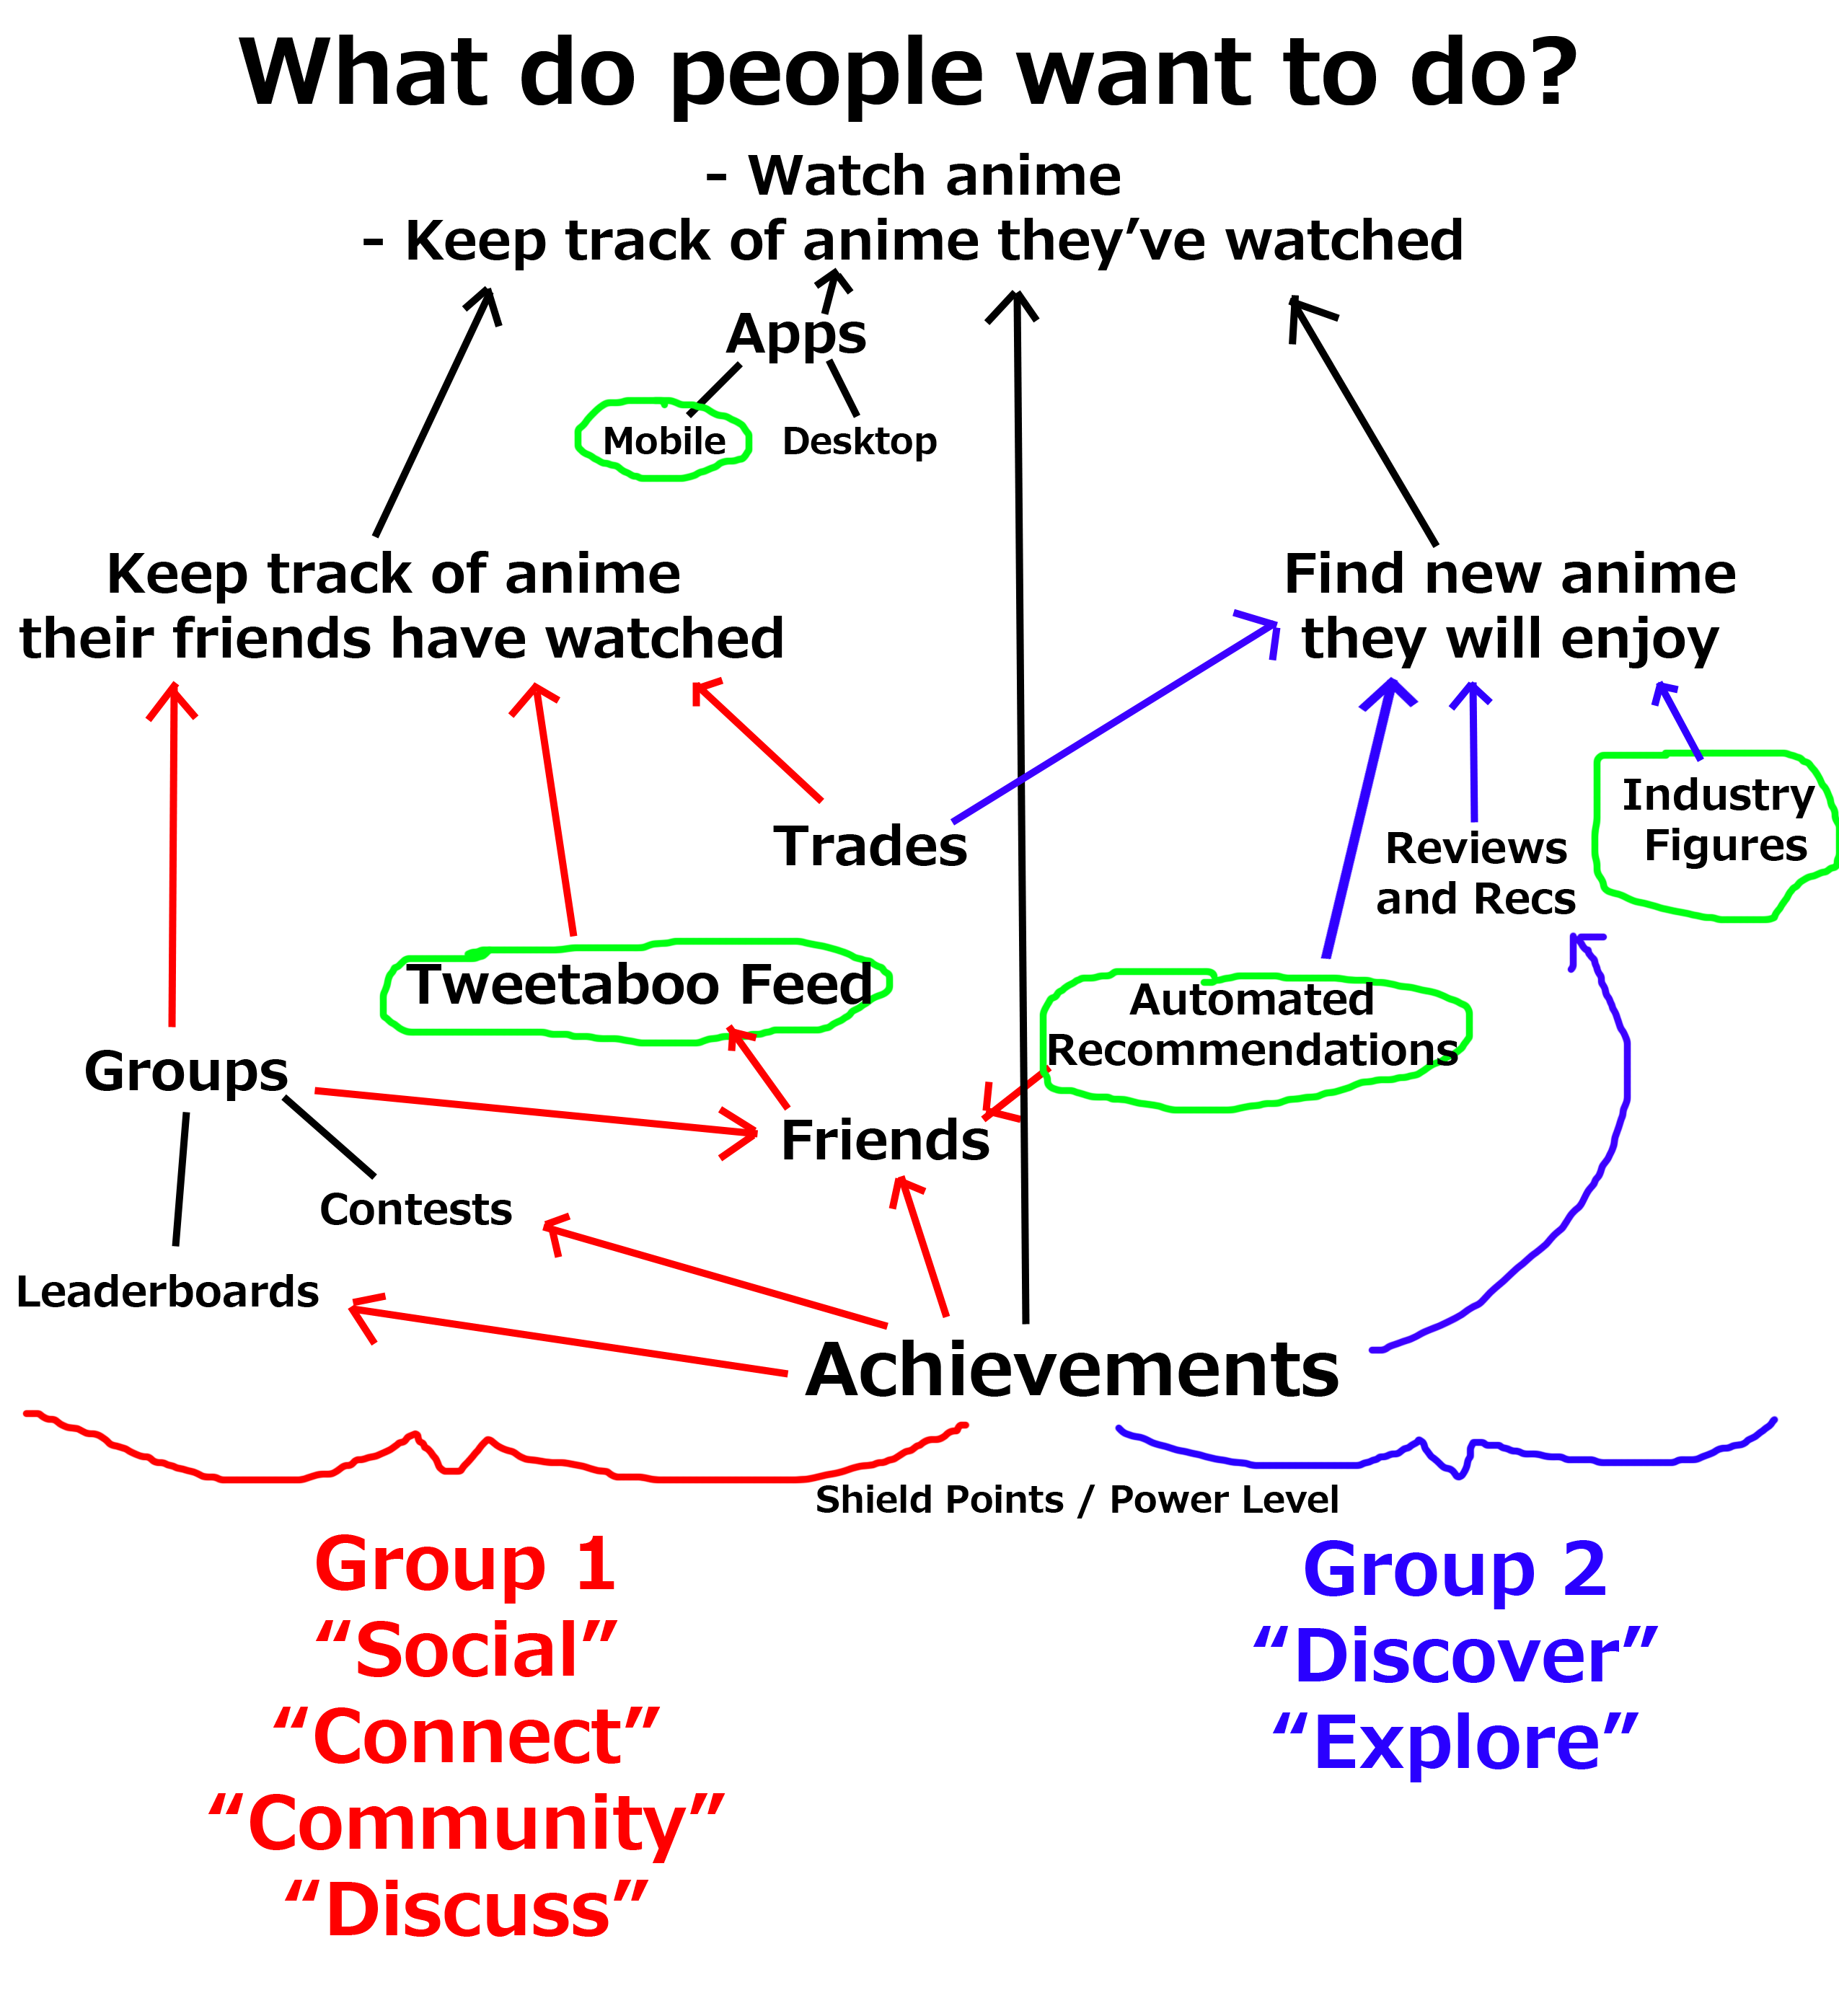 What do people want to do?
- Watch anime
- Keep track of anime they’ve watched
Apps
Mobile
Desktop
Keep track of anime
their friends have watched
Find new anime
they will enjoy
Industry
Figures
Trades
Reviews
and Recs
Tweetaboo Feed
Automated
Recommendations
Groups
Friends
Contests
Leaderboards
Achievements
Shield Points / Power Level
Group 1
“Social”
“Connect”
“Community”
“Discuss”
Group 2
“Discover”
“Explore”